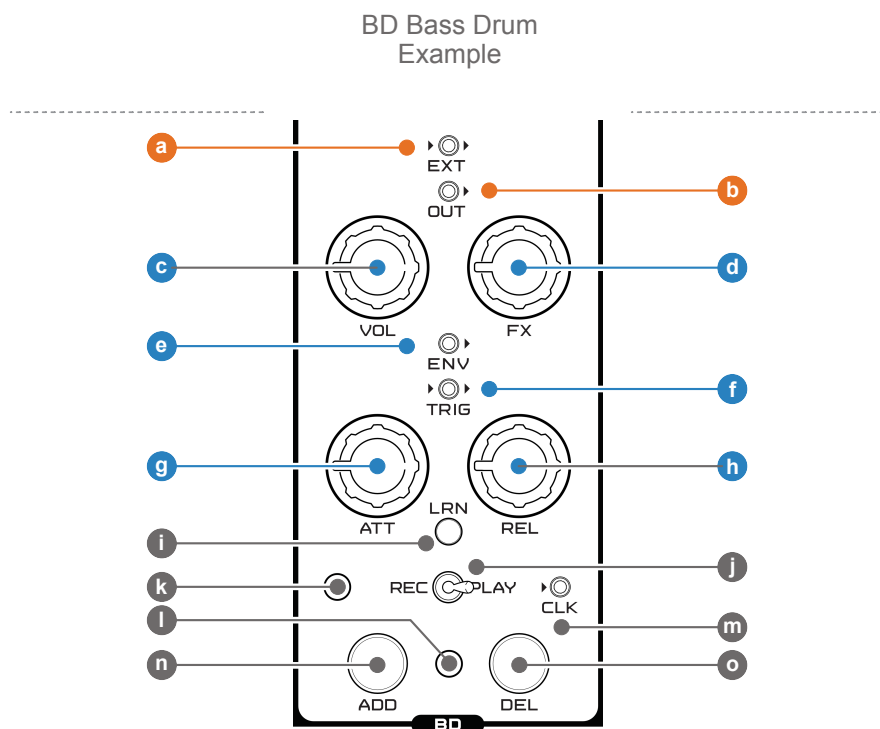 BD Bass Drum
Example
a
EXT
b
OUT
c
d
VOL
FX
e
ENV
f
TRIG
g
h
LRN
ATT
REL
i
j
k
REC
PLAY
CLK
l
m
n
o
ADD
DEL
BD